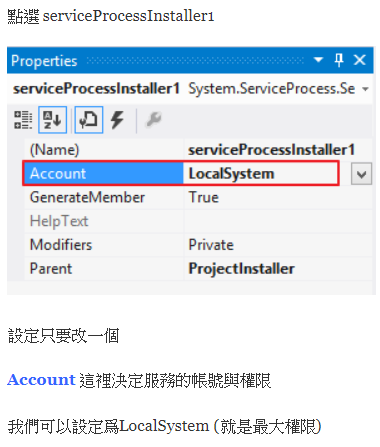 點選 serviceProcessInstaller1
Properties
serviceProcessInstaller1 System.ServiceProcess.Se
(Name) serviceProcessInstaller1
Account LocalSystem
GenerateMember True
HelpText
Modifiers Private
Parent ProjectInstaller
設定只要改一個
Account 這裡決定服務的帳號與權限
我們可以設定為LocalSystem (就是最大權限)